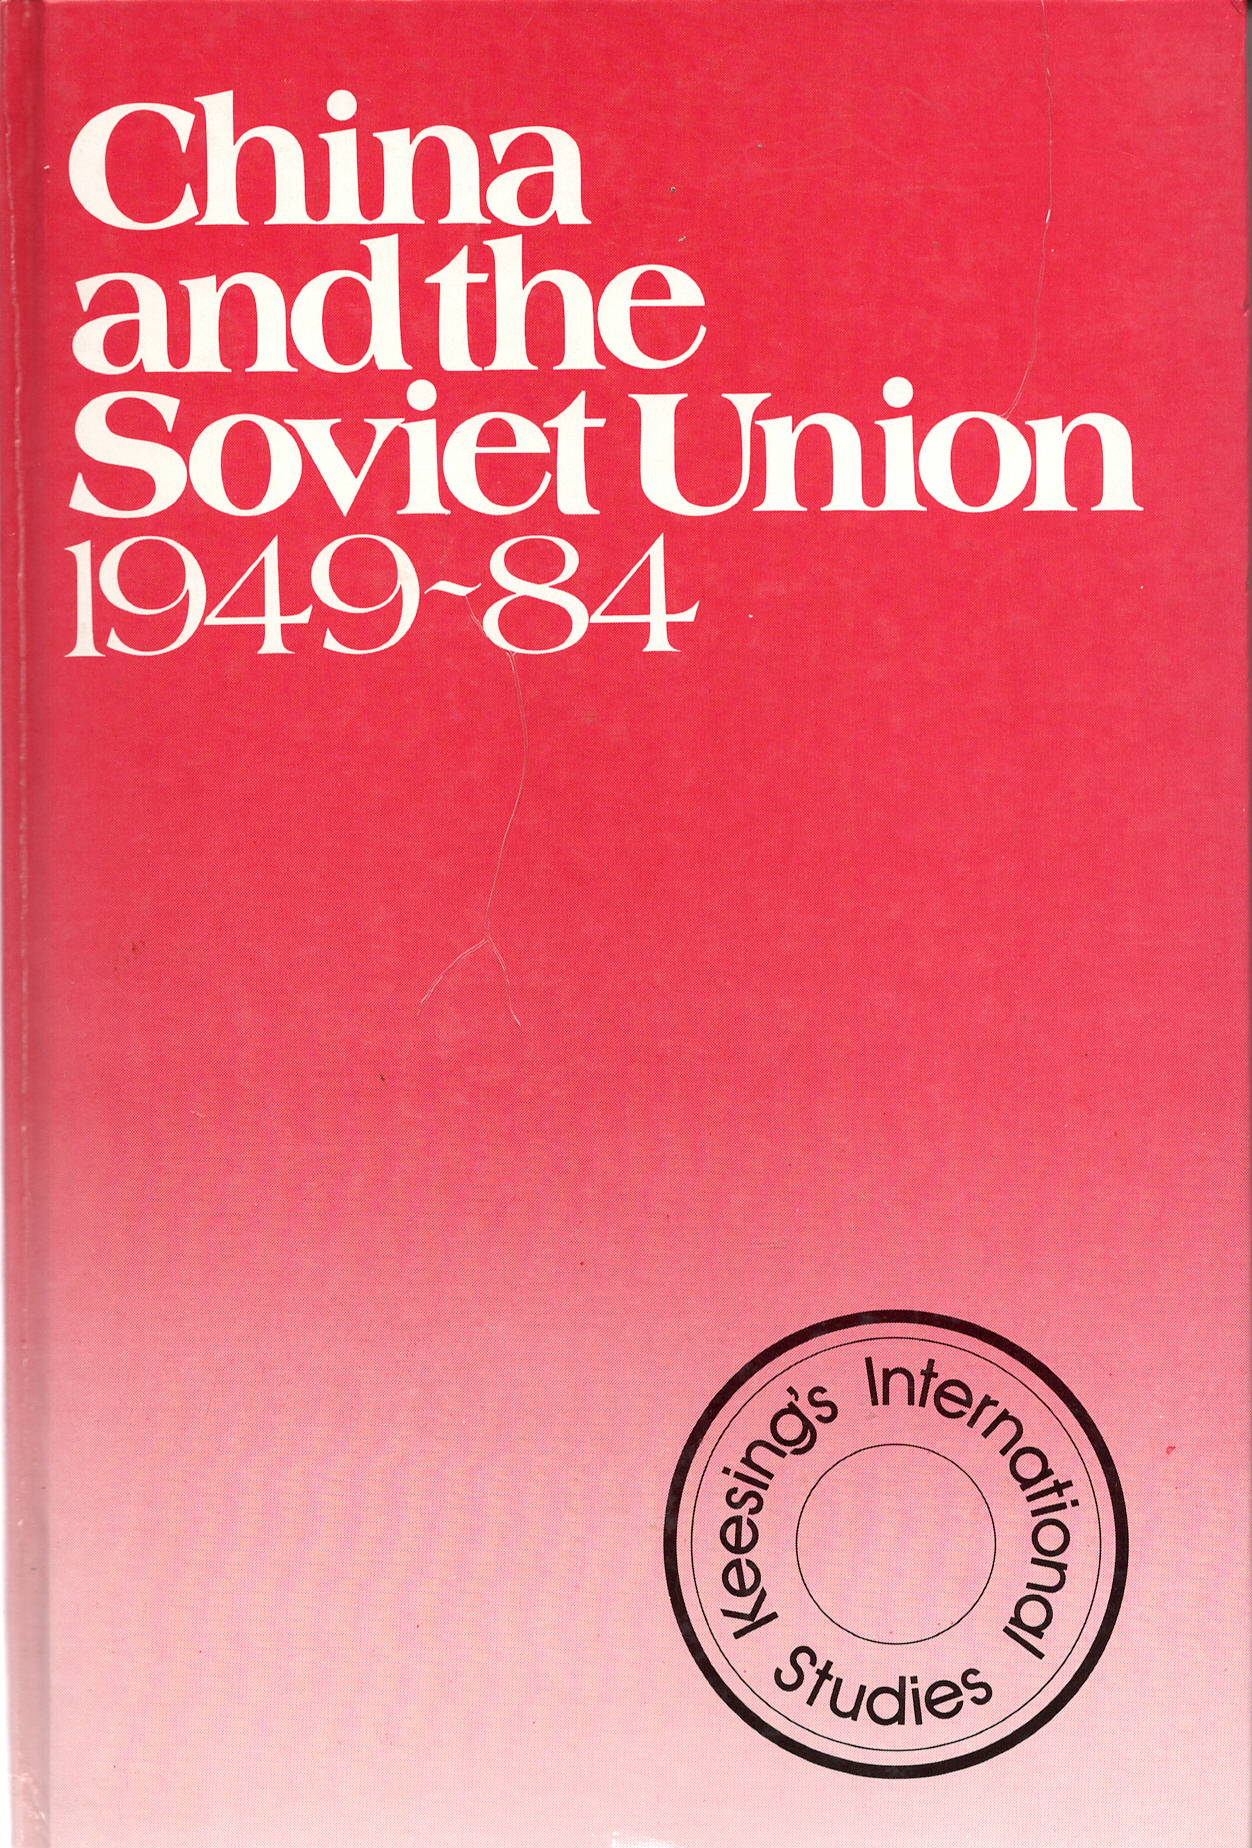 China
and the
Soviet Union
1949~84
Keesing's International Studies